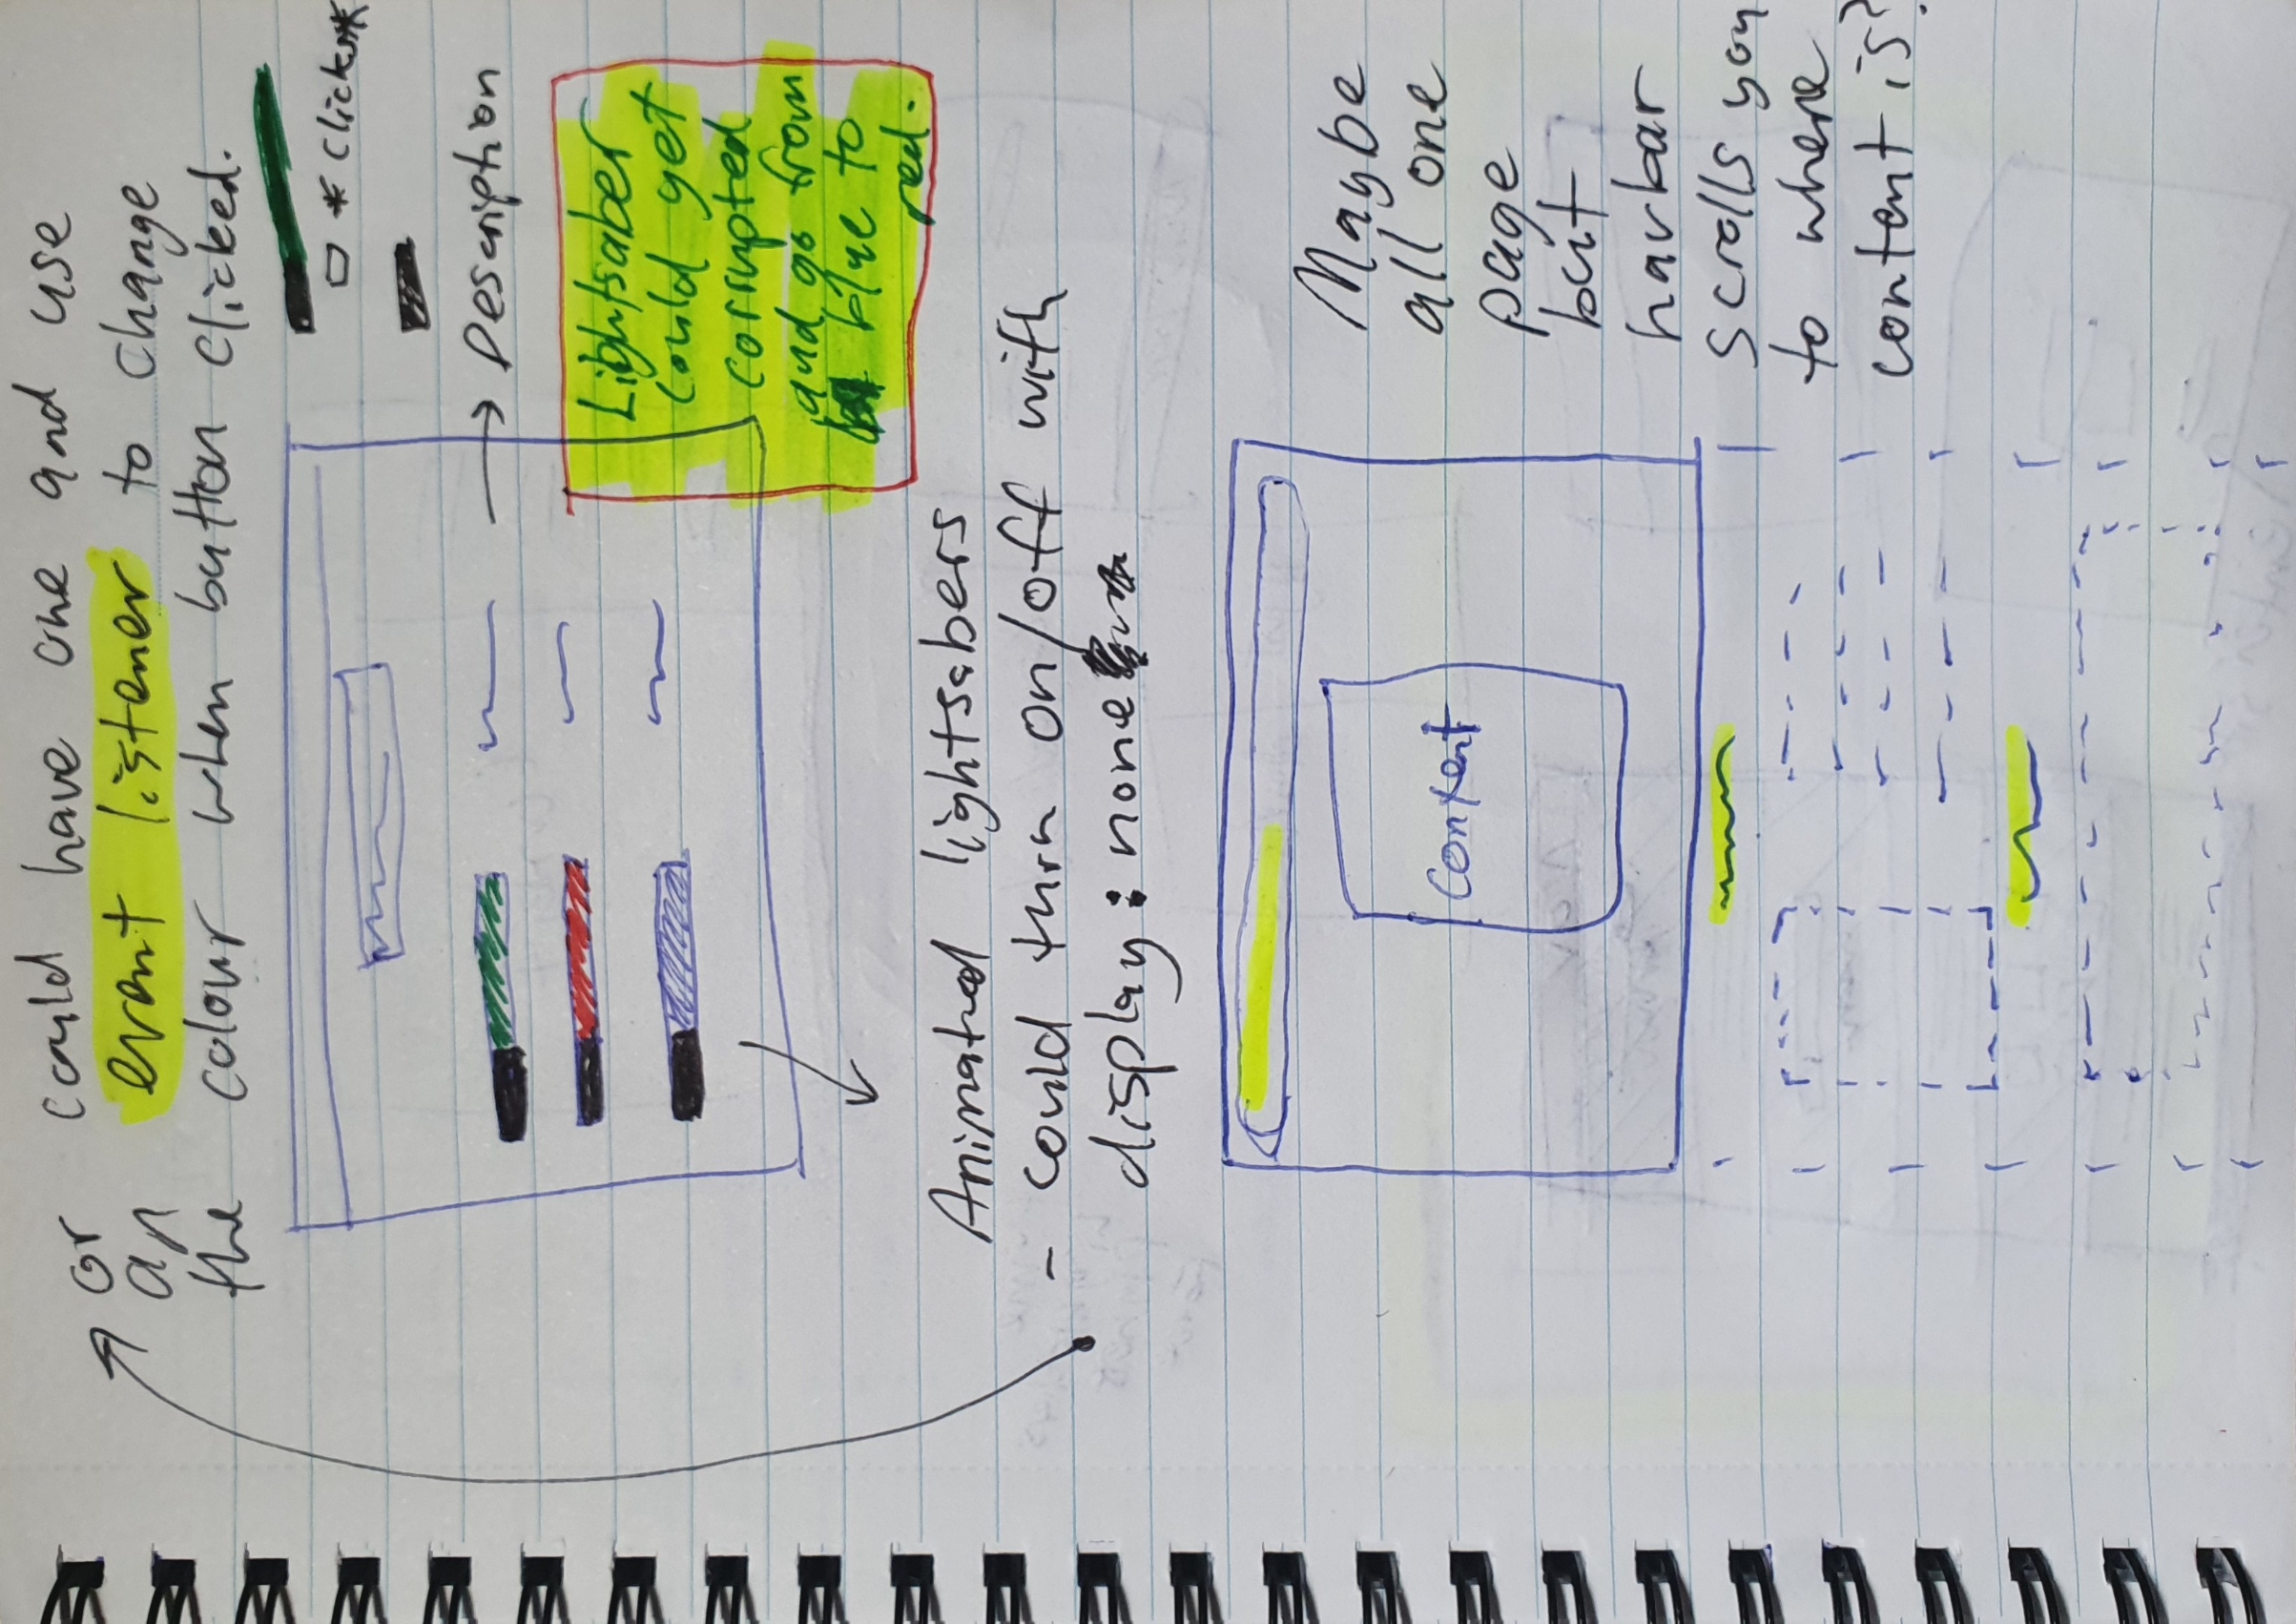 or could have one and use
an event listener to change
the colour when button clicked.
* clicks *
Description
Lightsaber
could get
corrupted
and go from
blue to
red.
Animated lightsabers
- could turn on/off with
display: none
Content
Maybe
all one
page
but
navbar
scrolls you
to where
content is?